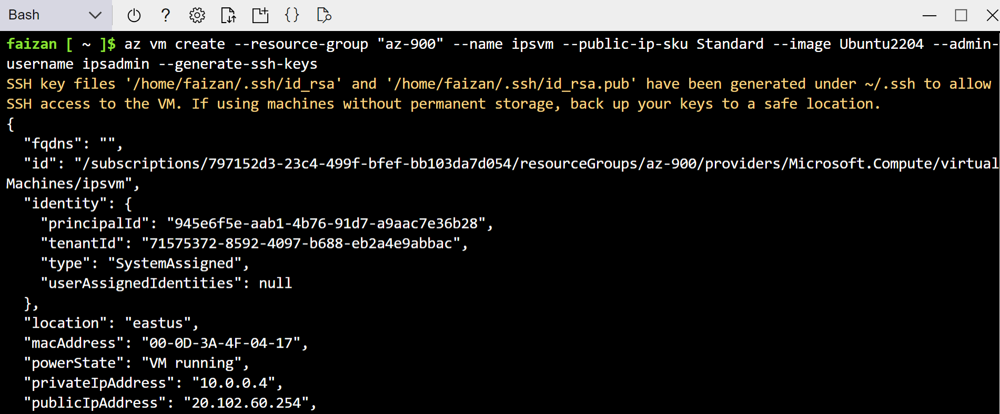 Bash
faizan [ ~ ]$ az vm create --resource-group "az-900" --name ipsvm --public-ip-sku Standard --image Ubuntu2204 --admin-
username ipsadmin --generate-ssh-keys
SSH key files '/home/faizan/.ssh/id_rsa' and '/home/faizan/.ssh/id_rsa.pub' have been generated under ~/.ssh to allow
SSH access to the VM. If using machines without permanent storage, back up your keys to a safe location.
{
  "fqdns": "",
  "id": "/subscriptions/797152d3-23c4-499f-bfef-bb103da7d054/resourceGroups/az-900/providers/Microsoft.Compute/virtual
Machines/ipsvm",
  "identity": {
    "principalId": "945e6f5e-aab1-4b76-91d7-a9aac7e36b28",
    "tenantId": "71575372-8592-4097-b688-eb2a4e9abbac",
    "type": "SystemAssigned",
    "userAssignedIdentities": null
  },
  "location": "eastus",
  "macAddress": "00-0D-3A-4F-04-17",
  "powerState": "VM running",
  "privateIpAddress": "10.0.0.4",
  "publicIpAddress": "20.102.60.254",